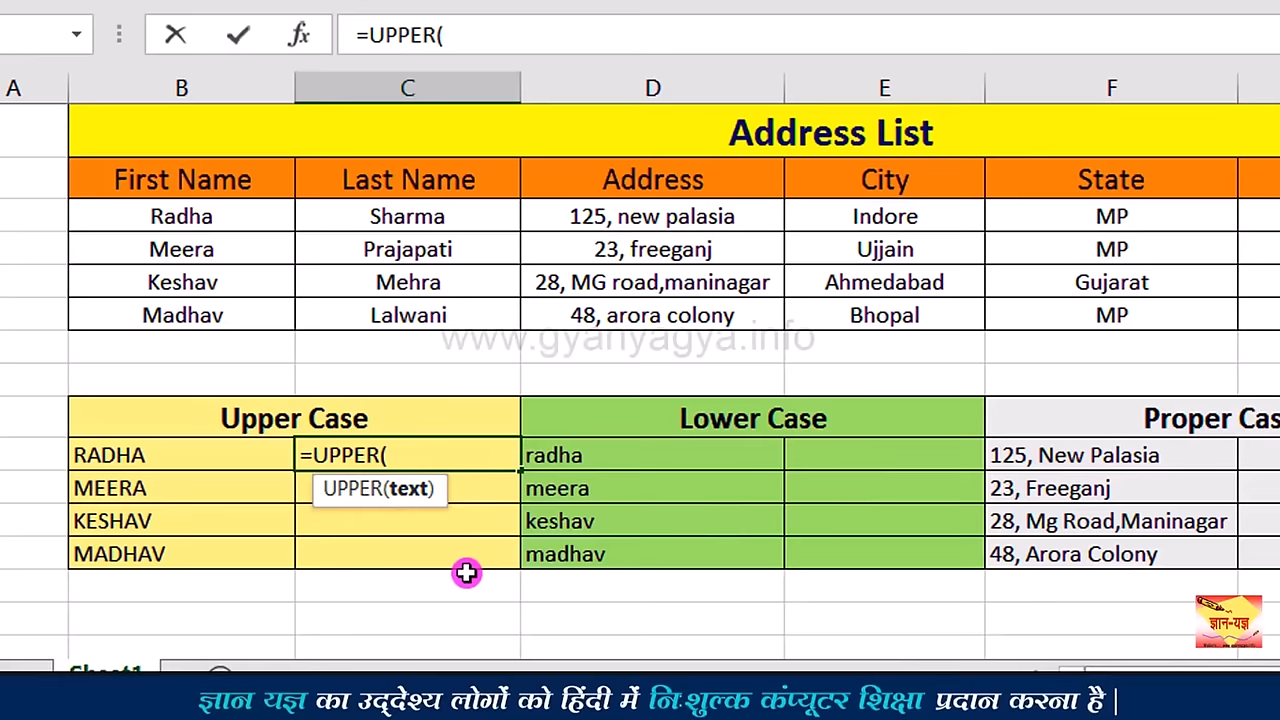 =UPPER(
A B C D E F
Address List
First Name Last Name Address City State
Radha Sharma 125, new palasia Indore MP
Meera Prajapati 23, freeganj Ujjain MP
Keshav Mehra 28, MG road,maninagar Ahmedabad Gujarat
Madhav Lalwani 48, arora colony Bhopal MP
www.gyanyagya.info
Upper Case Lower Case Proper Cas
RADHA =UPPER( radha 125, New Palasia
UPPER(text)
MEERA meera 23, Freeganj
KESHAV keshav 28, Mg Road,Maninagar
MADHAV madhav 48, Arora Colony
ज्ञान-यज्ञ
Sheet1
ज्ञान यज्ञ का उद्देश्य लोगों को हिंदी में निःशुल्क कंप्यूटर शिक्षा प्रदान करना है |